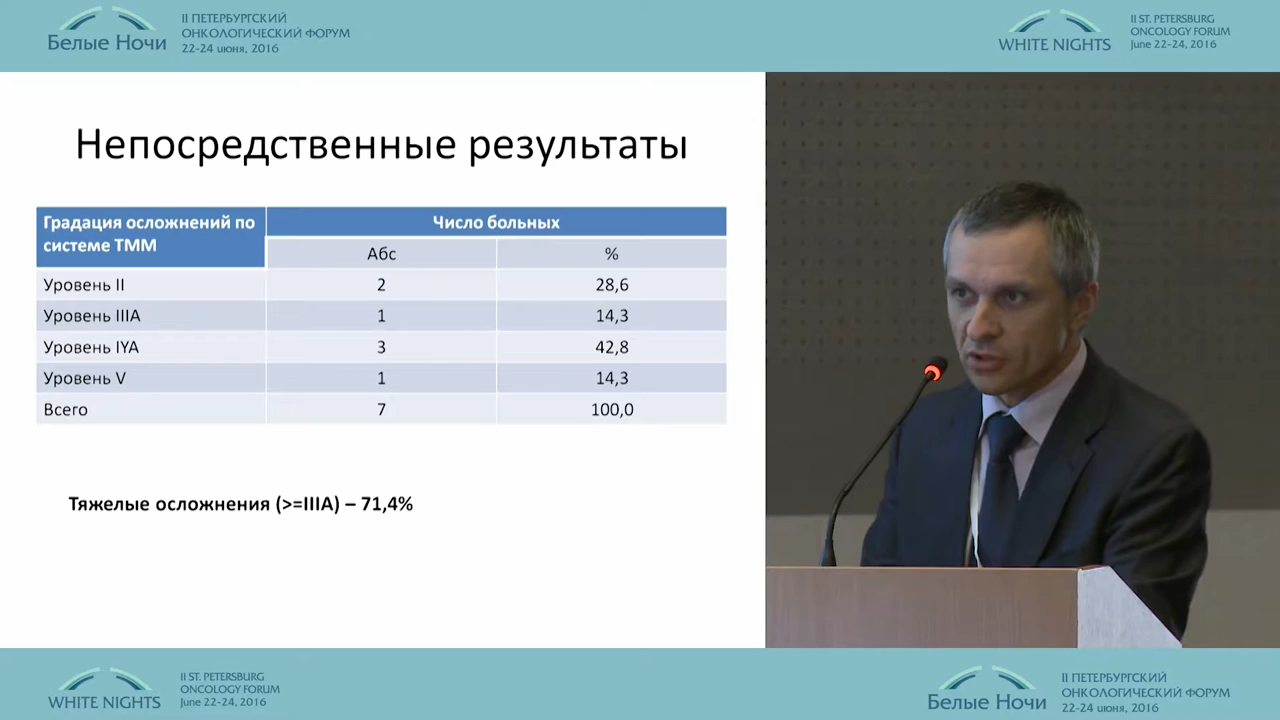 Белые Ночи
II ПЕТЕРБУРГСКИЙ
ОНКОЛОГИЧЕСКИЙ ФОРУМ
22-24 июня, 2016
WHITE NIGHTS
II ST. PETERSBURG
ONCOLOGY FORUM
June 22-24, 2016
Непосредственные результаты
Градация осложнений по
системе ТММ
Число больных
Абс %
Уровень II 2 28,6
Уровень IIIA 1 14,3
Уровень IYA 3 42,8
Уровень V 1 14,3
Всего 7 100,0
Тяжелые осложнения (>=IIIA) – 71,4%
WHITE NIGHTS
II ST. PETERSBURG
ONCOLOGY FORUM
June 22-24, 2016
Белые Ночи
II ПЕТЕРБУРГСКИЙ
ОНКОЛОГИЧЕСКИЙ ФОРУМ
22-24 июня, 2016